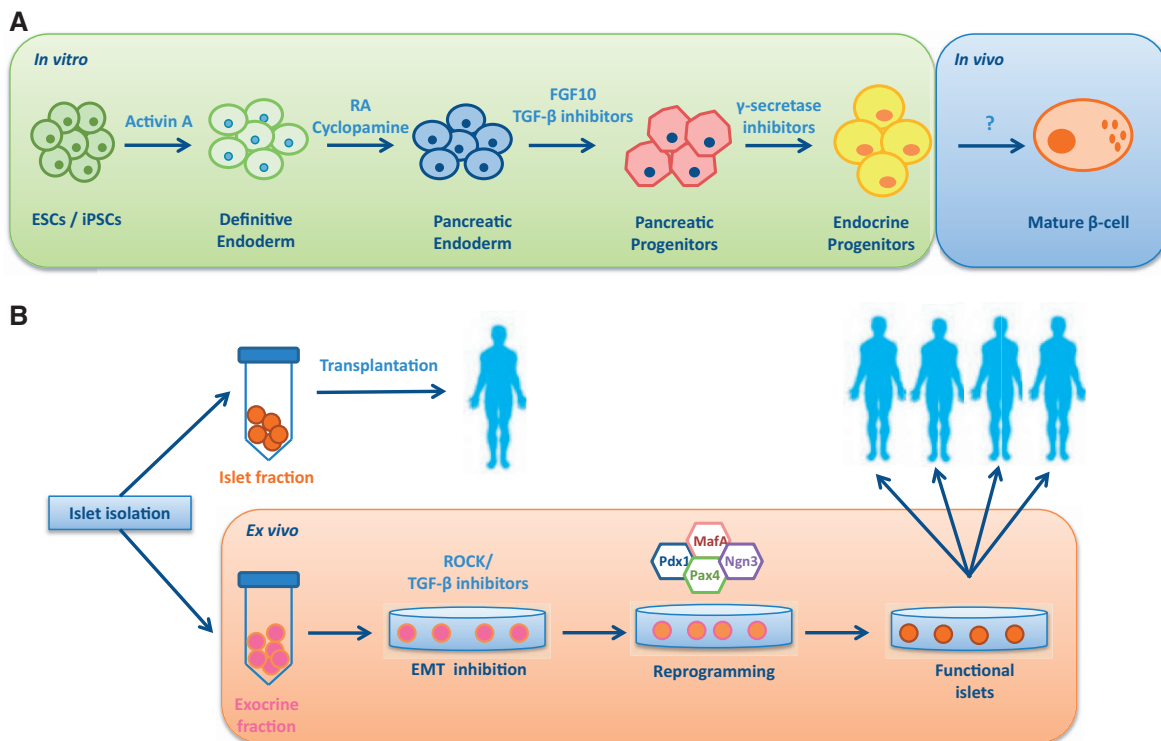 A
In vitro
In vivo
Activin A
RA
Cyclopamine
FGF10
TGF-β inhibitors
γ-secretase
inhibitors
?
ESCs / iPSCs
Definitive
Endoderm
Pancreatic
Endoderm
Pancreatic
Progenitors
Endocrine
Progenitors
Mature β-cell
B
Transplantation
Islet fraction
Islet isolation
Ex vivo
ROCK/
TGF-β inhibitors
MafA
Pdx1
Ngn3
Pax4
EMT inhibition
Reprogramming
Functional
islets
Exocrine
fraction